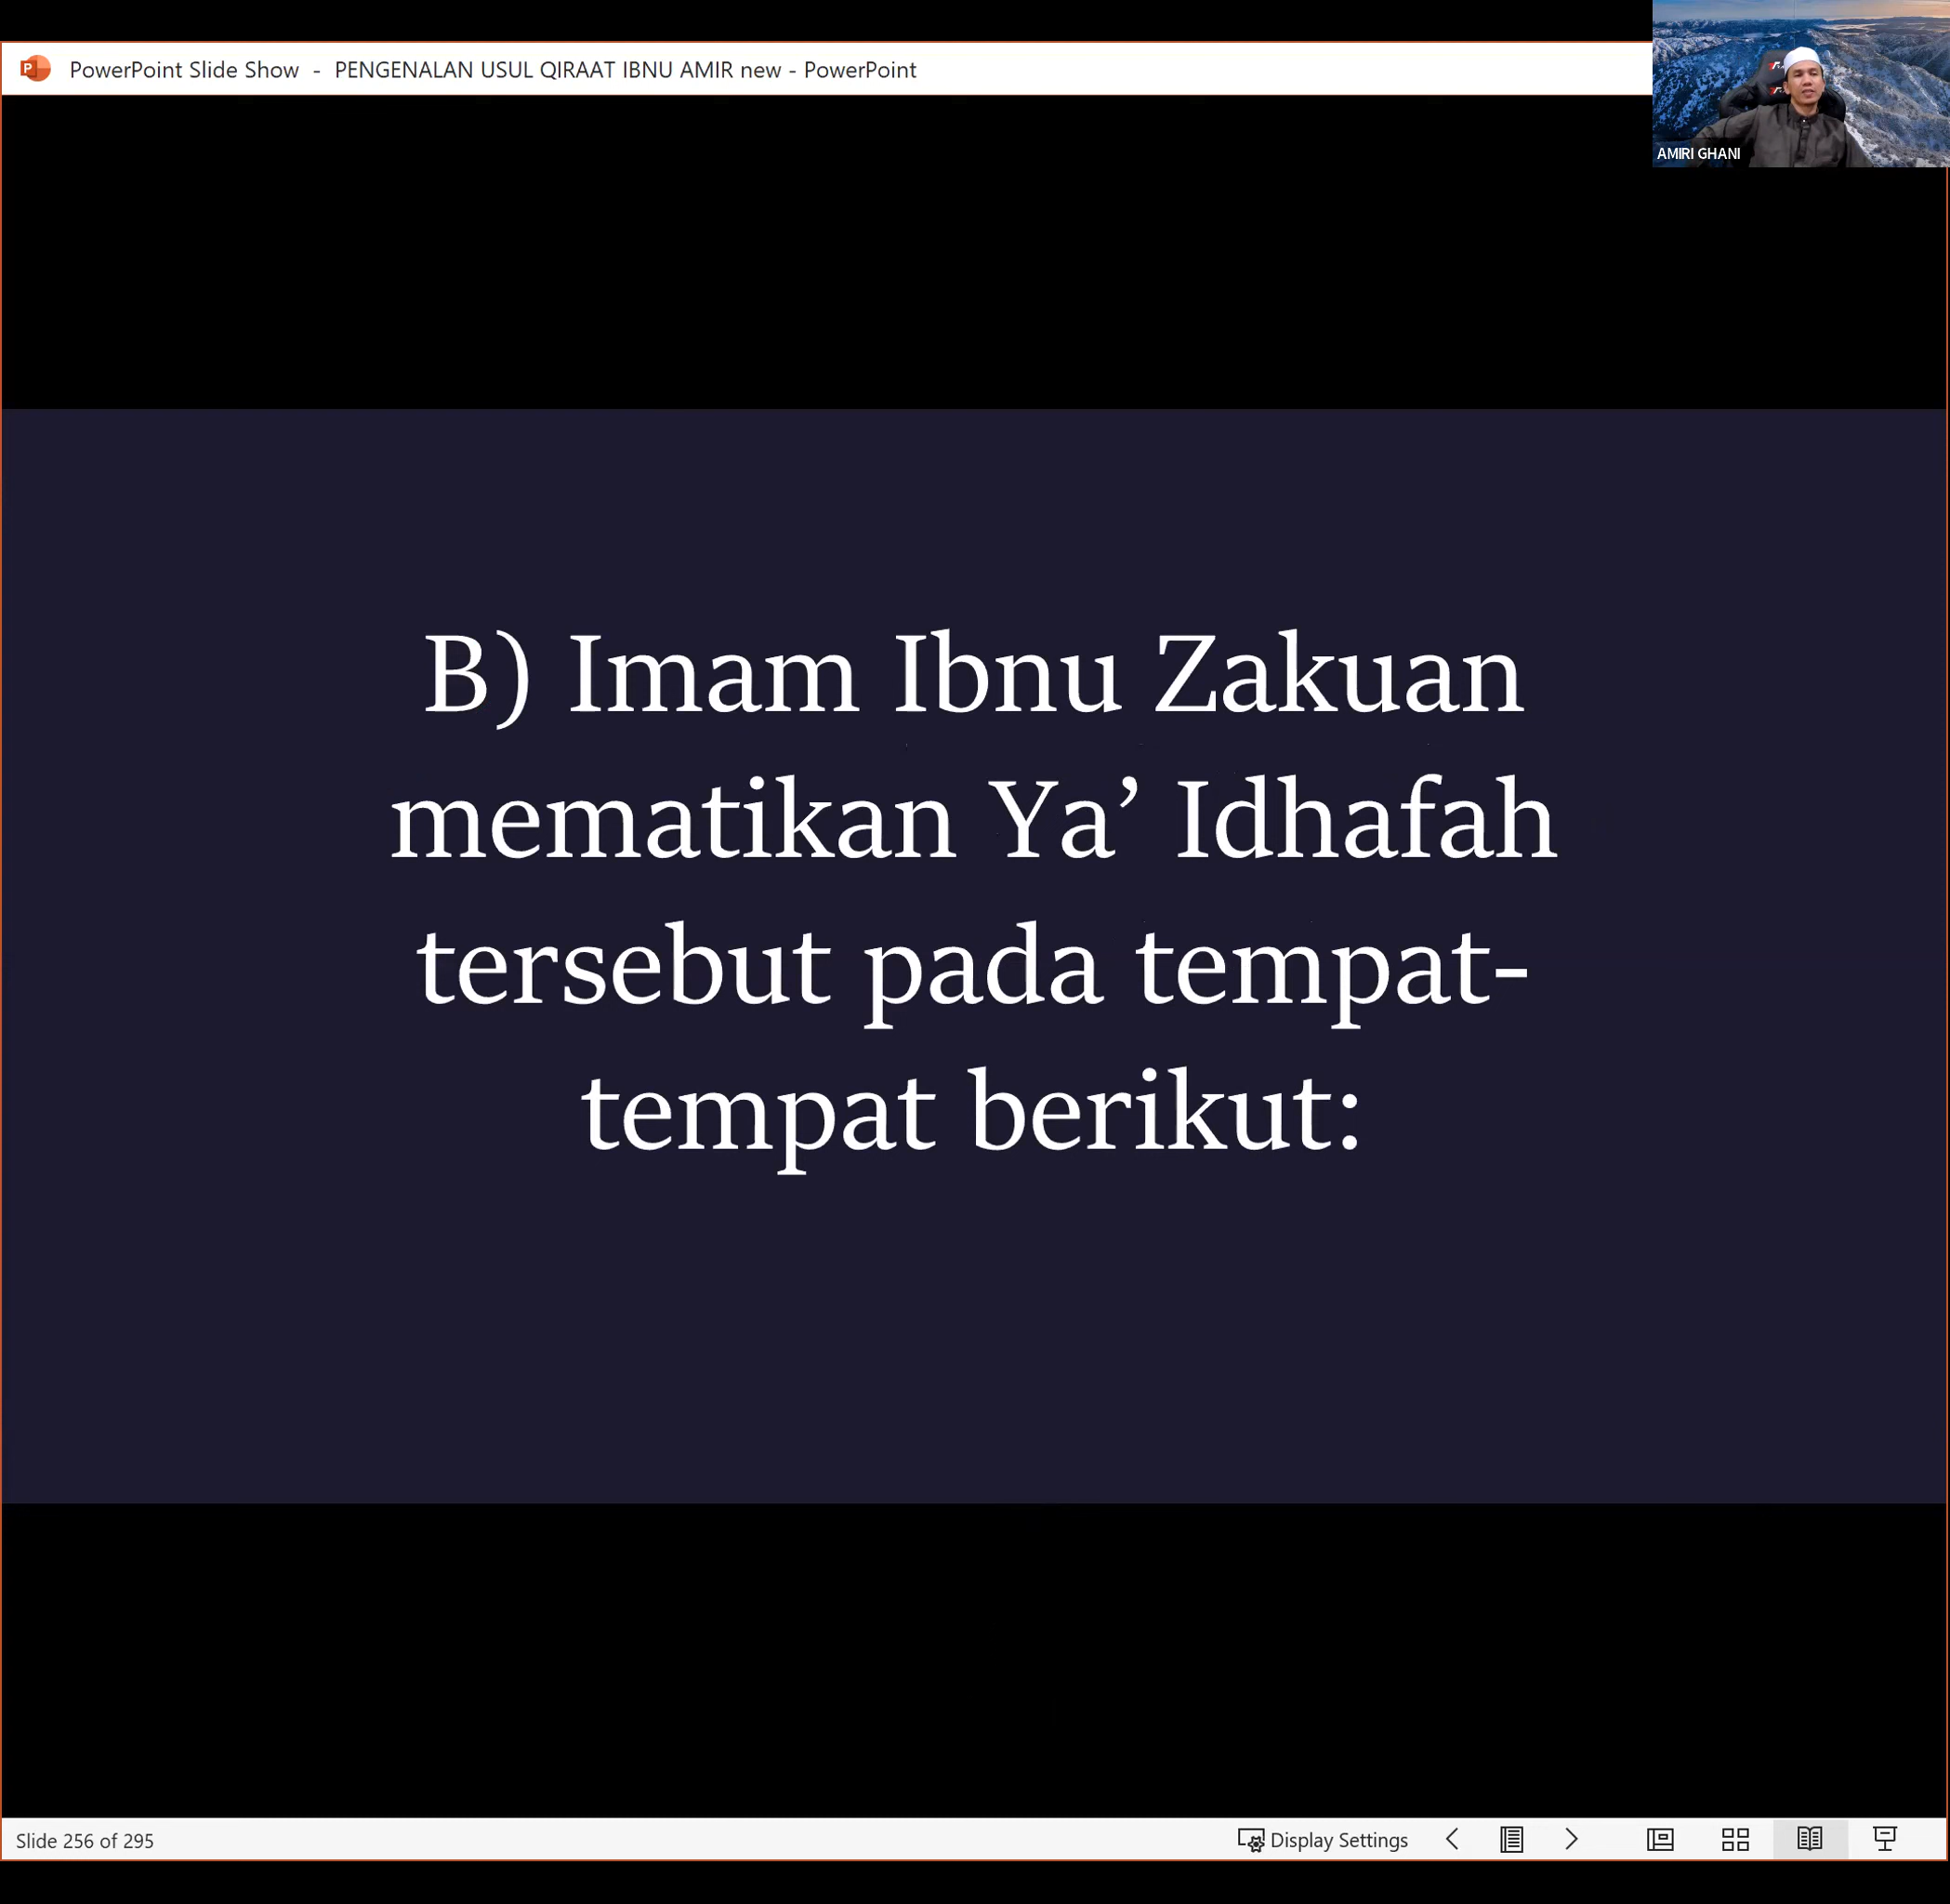 PowerPoint Slide Show - PENGENALAN USUL QIRAAT IBNU AMIR new - PowerPoint
AMIRI GHANI
B) Imam Ibnu Zakuan
mematikan Ya’ Idhafah
tersebut pada tempat-
tempat berikut:
Slide 256 of 295
Display Settings